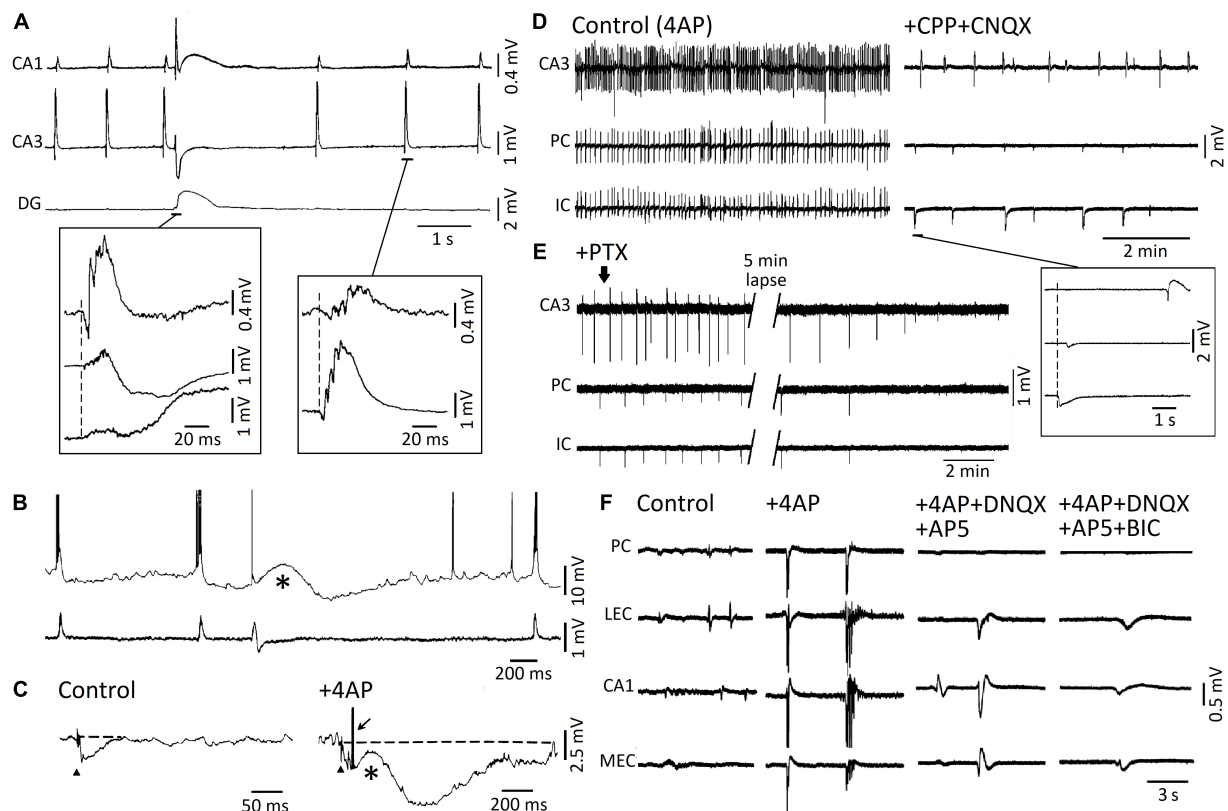 A
CA1
0.4 mV
CA3
1 mV
DG
2 mV
1 s
0.4 mV
1 mV
1 mV
20 ms
0.4 mV
1 mV
20 ms
B
*
10 mV
1 mV
200 ms
C
Control
+4AP
*
2.5 mV
50 ms
200 ms
D
Control (4AP)
+CPP+CNQX
CA3
PC
2 mV
IC
2 min
E
+PTX
5 min
lapse
CA3
PC
1 mV
IC
2 min
2 mV
1 s
F
Control
+4AP
+4AP+DNQX
+AP5
+4AP+DNQX
+AP5+BIC
PC
LEC
CA1
0.5 mV
MEC
3 s